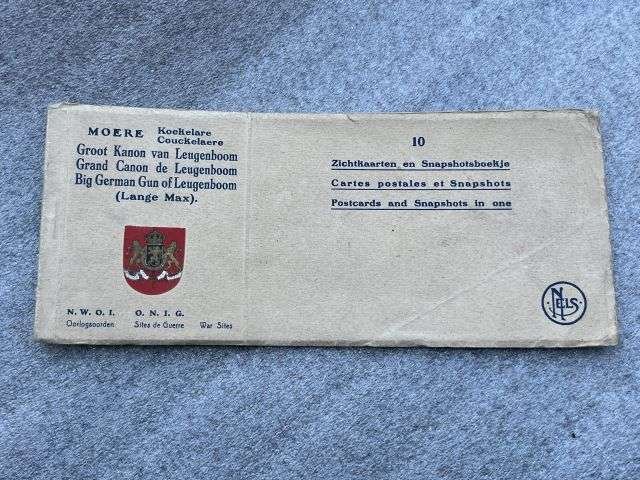 MOERE Koekelare
Couckelaere
Groot Kanon van Leugenboom
Grand Canon de Leugenboom
Big German Gun of Leugenboom
(Lange Max).
N. W. O. I. O. N. I. G.
Oorlogsoorden Sites de Guerre War Sites
10
Zichtkaarten en Snapshotsboekje
Cartes postales et Snapshots
Postcards and Snapshots in one
NELS